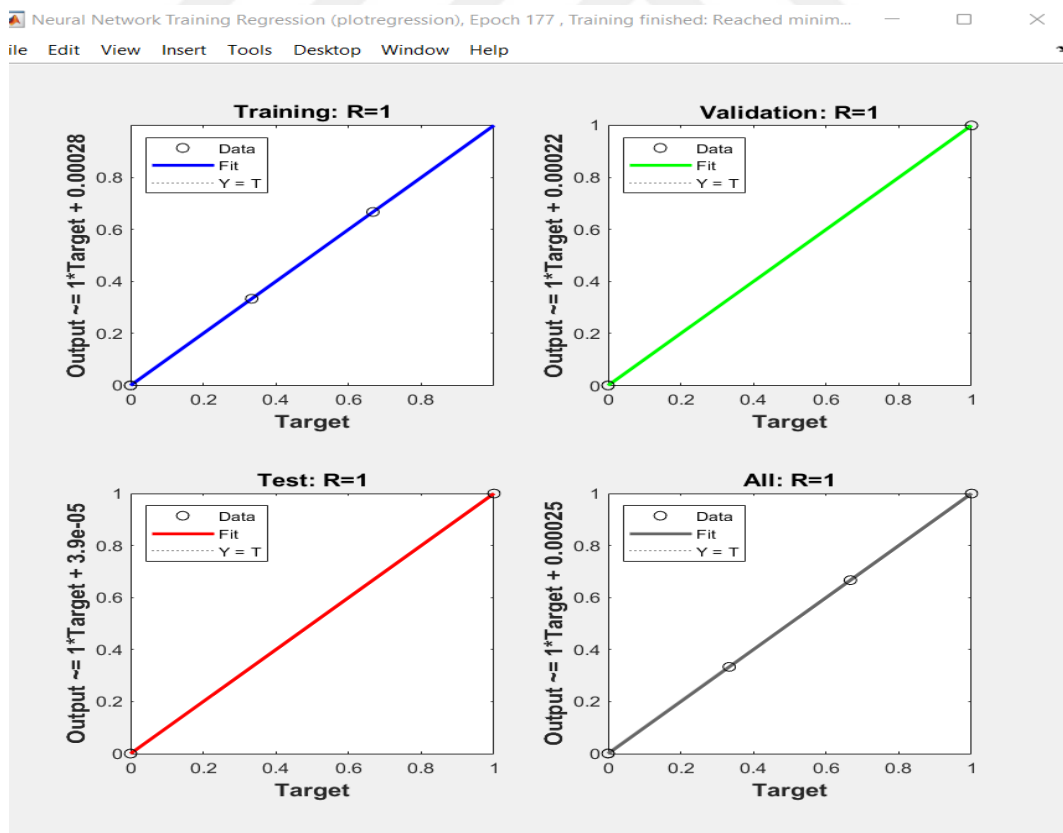 Neural Network Training Regression (plotregression), Epoch 177 , Training finished: Reached minim...
ile Edit View Insert Tools Desktop Window Help
Training: R=1
Output ~= 1*Target + 0.00028
Data
Fit
Y = T
0.8
0.6
0.4
0.2
0
0 0.2 0.4 0.6 0.8
Target
Validation: R=1
Output ~= 1*Target + 0.00022
Data
Fit
Y = T
1
0.8
0.6
0.4
0.2
0
0 0.2 0.4 0.6 0.8 1
Target
Test: R=1
Output ~= 1*Target + 3.9e-05
Data
Fit
Y = T
1
0.8
0.6
0.4
0.2
0
0 0.2 0.4 0.6 0.8 1
Target
All: R=1
Output ~= 1*Target + 0.00025
Data
Fit
Y = T
1
0.8
0.6
0.4
0.2
0
0 0.2 0.4 0.6 0.8 1
Target